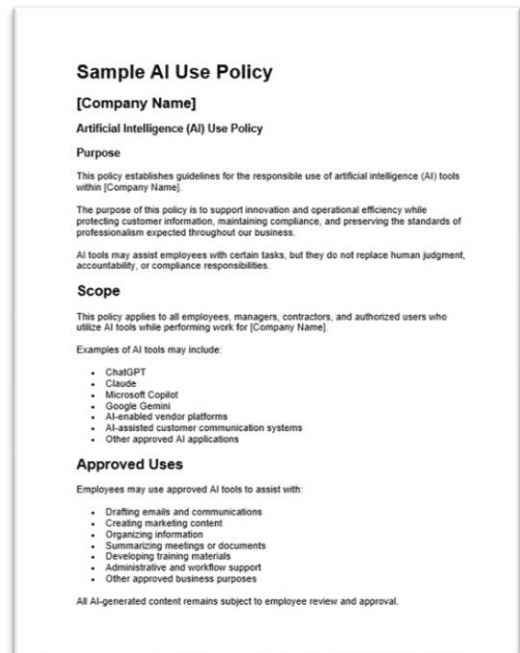 Sample AI Use Policy
[Company Name]
Artificial Intelligence (AI) Use Policy
Purpose
This policy establishes guidelines for the responsible use of artificial intelligence (AI) tools
within [Company Name].
The purpose of this policy is to support innovation and operational efficiency while
protecting customer information, maintaining compliance, and preserving the standards of
professionalism expected throughout our business.
AI tools may assist employees with certain tasks, but they do not replace human judgment,
accountability, or compliance responsibilities.
Scope
This policy applies to all employees, managers, contractors, and authorized users who
utilize AI tools while performing work for [Company Name].
Examples of AI tools may include:
• ChatGPT
• Claude
• Microsoft Copilot
• Google Gemini
• AI-enabled vendor platforms
• AI-assisted customer communication systems
• Other approved AI applications
Approved Uses
Employees may use approved AI tools to assist with:
• Drafting emails and communications
• Creating marketing content
• Organizing information
• Summarizing meetings or documents
• Developing training materials
• Administrative and workflow support
• Other approved business purposes
All AI-generated content remains subject to employee review and approval.